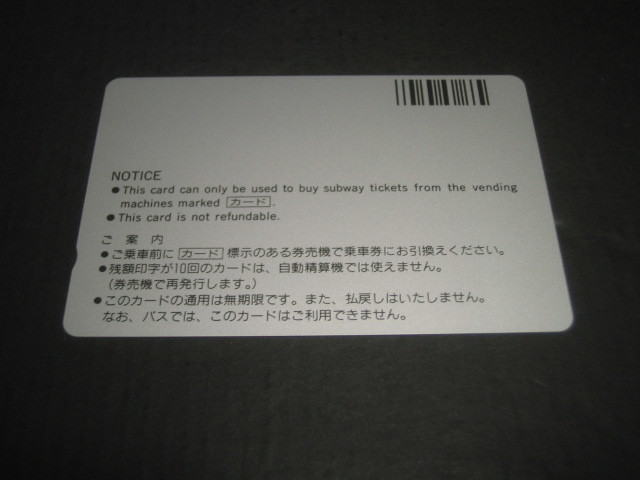 NOTICE
●This card can only be used to buy subway tickets from the vending
machines marked カード.
●This card is not refundable.
ご案内
●ご乗車前に カード 標示のある券売機で乗車券にお引換えください。
●残額印字が10回のカードは、自動精算機では使えません。
(券売機で再発行します。)
●このカードの通用は無期限です。また、払戻しはいたしません。
なお、バスでは、このカードはご利用できません。